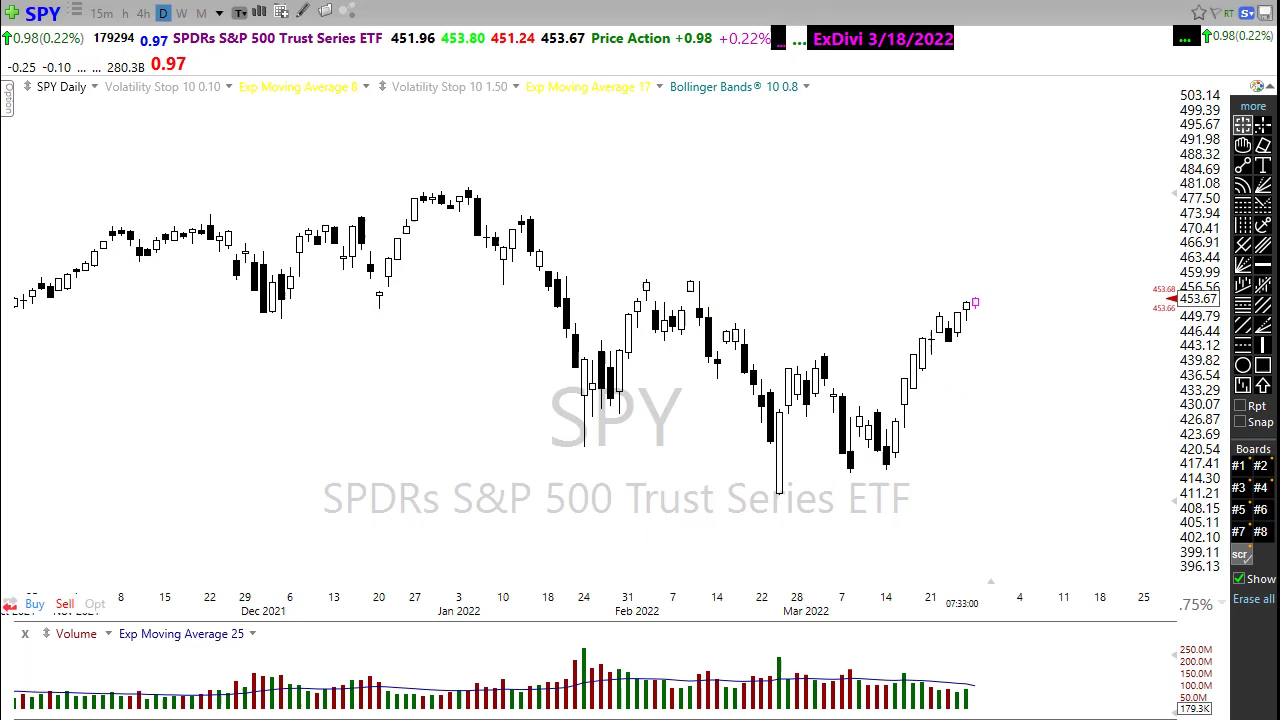 SPY 15m h 4h D W M T RT S
0.98(0.22%) 179294 0.97 SPDRs S&P 500 Trust Series ETF 451.96 453.80 451.24 453.67 Price Action +0.98 +0.22% ... ... ExDivi 3/18/2022 ... 0.98(0.22%)
-0.25 -0.10 ... ... 280.3B 0.97
Option
SPY Daily Volatility Stop 10 0.10 Exp Moving Average 8 Volatility Stop 10 1.50 Exp Moving Average 17 Bollinger Bands® 10 0.8
503.14
499.39
495.67
491.98
488.32
484.69
481.08
477.50
473.94
470.41
466.91
463.44
459.99
456.56
453.68
453.67
453.66
449.79
446.44
443.12
439.82
436.54
433.29
430.07
426.87
423.69
420.54
417.41
414.30
411.21
408.15
405.11
402.10
399.11
396.13
SPY
SPDRs S&P 500 Trust Series ETF
more
T
Rpt
Snap
Boards
#1 #2
#3 #4
#5 #6
#7 #8
scr
Show
Erase all
8 15 22 29 6 13 20 27 3 10 18 24 31 7 14 22 28 7 14 21 07:33:00 4 11 18 25
Buy Sell Opt
Dec 2021 Jan 2022 Feb 2022 Mar 2022
.75%
X Volume Exp Moving Average 25
250.0M
200.0M
150.0M
100.0M
50.0M
179.3K